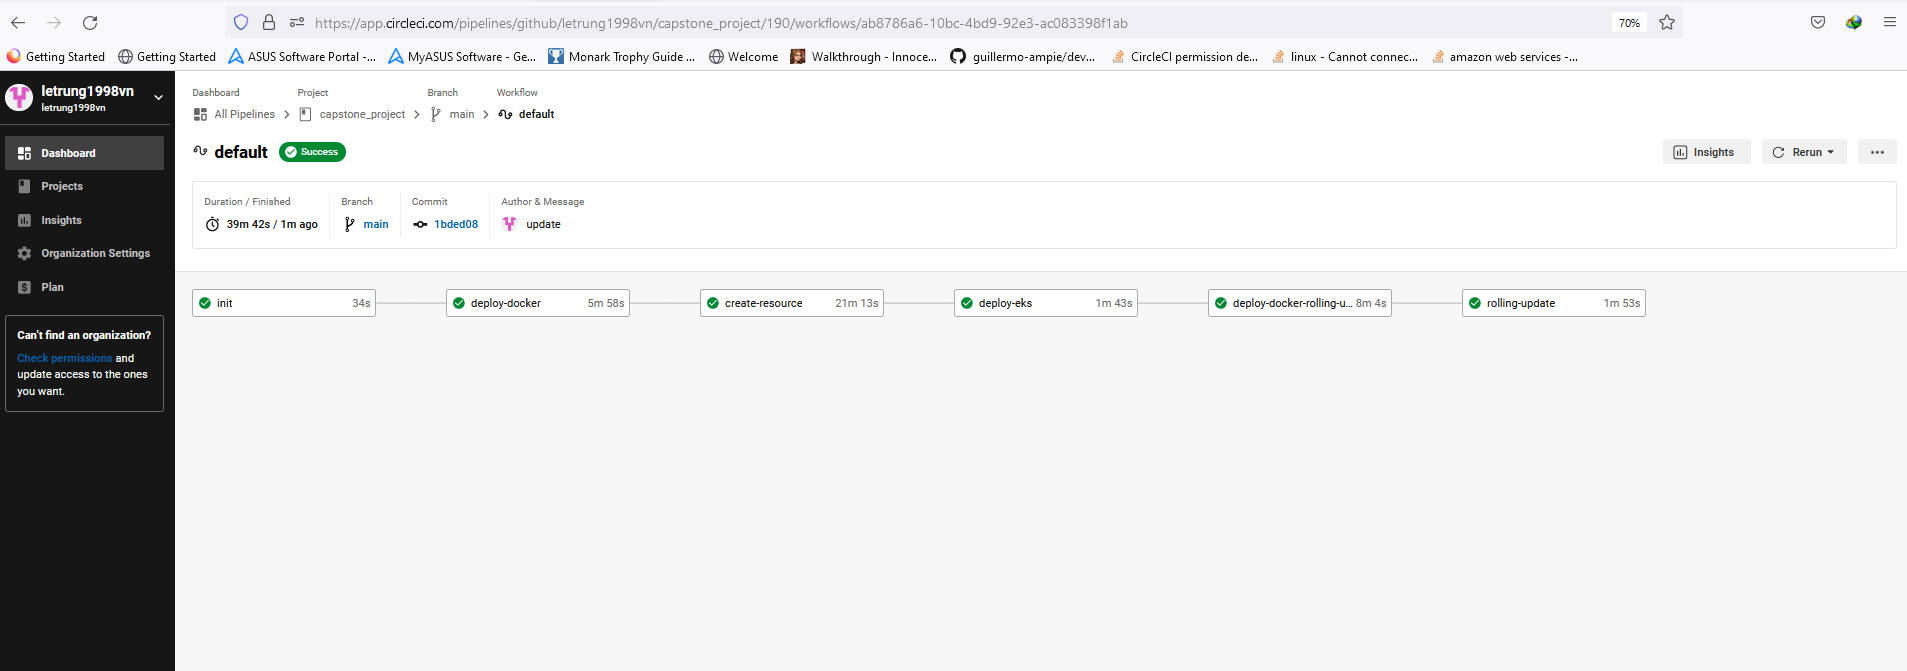 https://app.circleci.com/pipelines/github/letrung1998vn/capstone_project/190/workflows/ab8786a6-10bc-4bd9-92e3-ac083398f1ab
70%
Getting Started
Getting Started
ASUS Software Portal -...
MyASUS Software - Ge...
Monark Trophy Guide ...
Welcome
Walkthrough - Innoce...
guillermo-ampie/dev...
CircleCI permission de...
linux - Cannot connec...
amazon web services -...
letrung1998vn
letrung1998vn
Dashboard
Projects
Insights
Organization Settings
Plan
Can't find an organization?
Check permissions and
update access to the ones
you want.
Dashboard Project Branch Workflow
All Pipelines capstone_project main default
default Success
Insights Rerun
Duration / Finished Branch Commit Author & Message
39m 42s / 1m ago main 1bded08 update
init 34s
deploy-docker 5m 58s
create-resource 21m 13s
deploy-eks 1m 43s
deploy-docker-rolling-u... 8m 4s
rolling-update 1m 53s